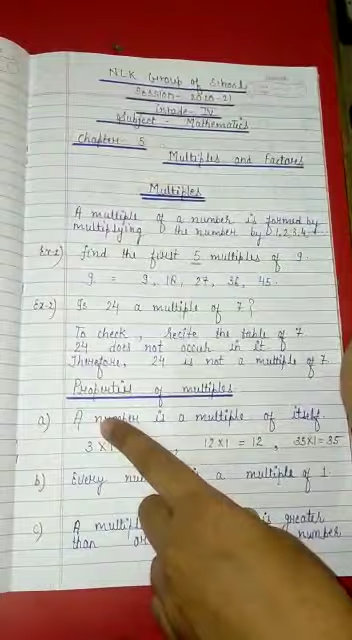 NLK Group of Schools
Session - 2020-21
Grade - IV
Subject - Mathematics
Chapter - 5
Multiples and Factors
Multiples
A multiple of a number is formed by
multiplying the number by 1,2,3,4
find the first 5 multiples of 9.
9 = 9, 18, 27, 36, 45.
Ex-2) Is 24 a multiple of 7?
To check, recite the table of 7
24 does not occur in it.
Therefore, 24 is not a multiple of 7
Properties of multiples
a) A number is a multiple of itself.
3 X 1 , 12 X 1 = 12 , 35 X 1 = 35
b) Every a multiple of 1.
c) A is greater
than number